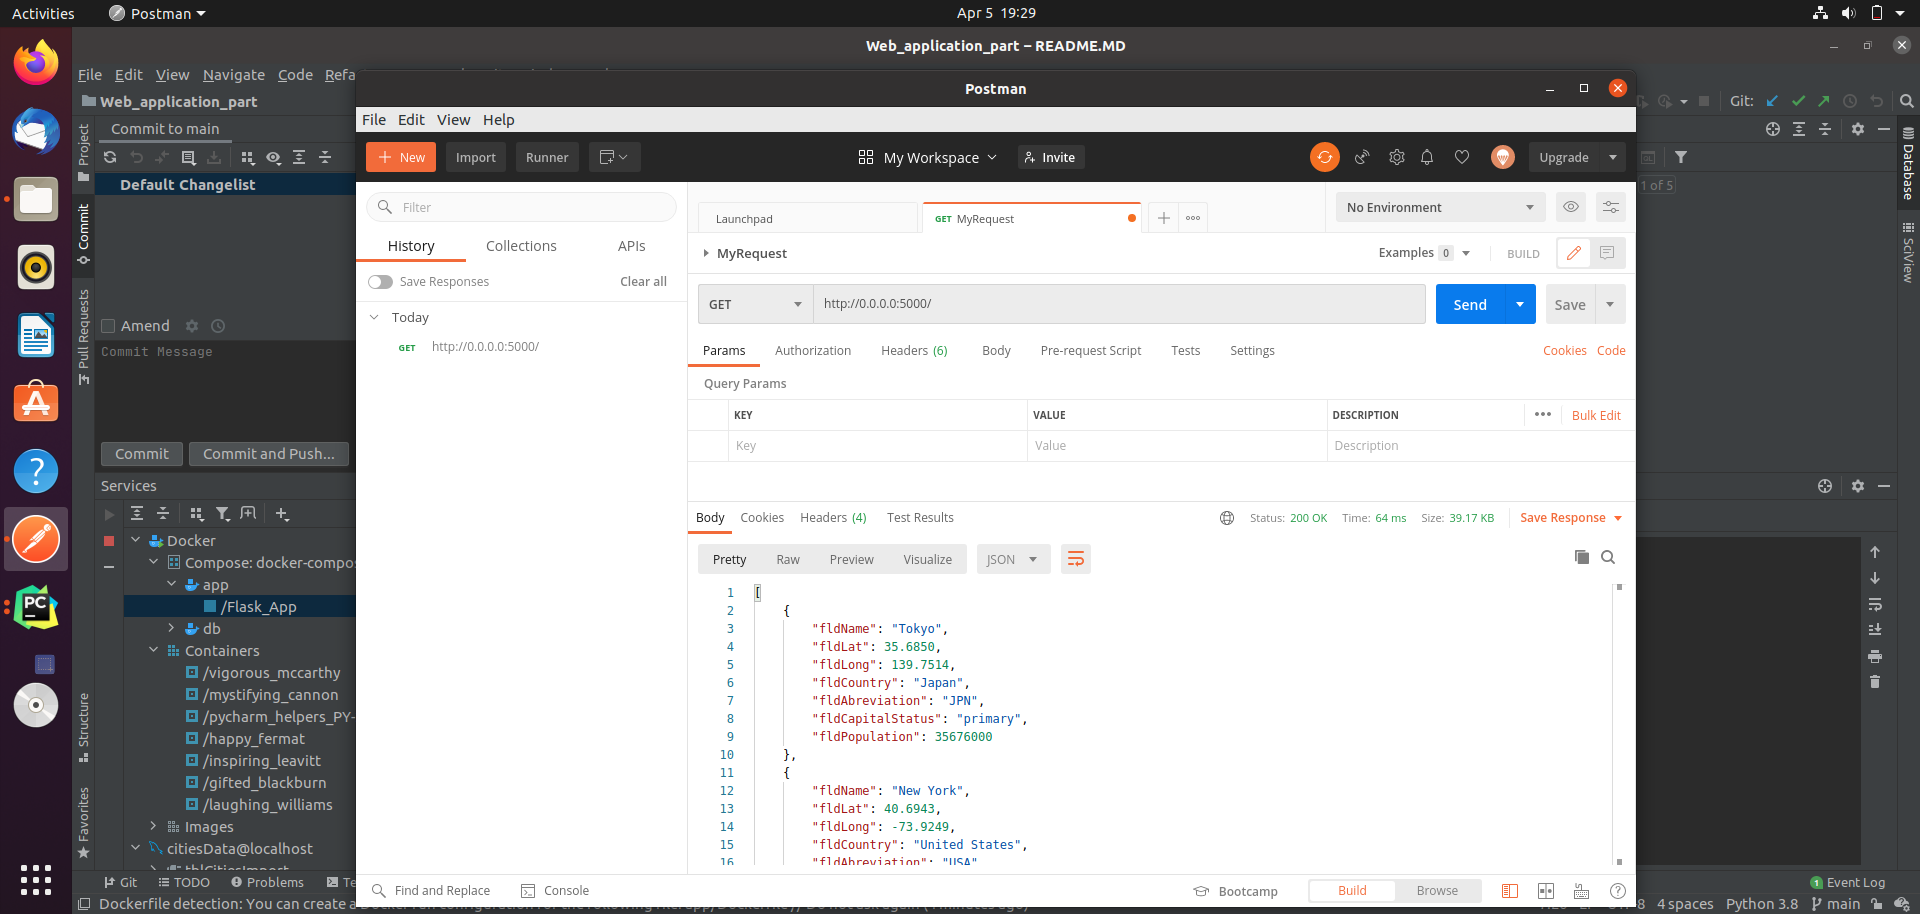 Activities
Postman
Apr 5 19:29
Web_application_part – README.MD
File Edit View Navigate Code Refa
Web_application_part
Git:
Project
Commit
Pull Requests
Structure
Favorites
Commit to main
Default Changelist
Amend
Commit Message
Commit
Commit and Push...
Services
Docker
Compose: docker-compo
app
/Flask_App
db
Containers
/vigorous_mccarthy
/mystifying_cannon
/pycharm_helpers_PY-
/happy_fermat
/inspiring_leavitt
/gifted_blackburn
/laughing_williams
Images
citiesData@localhost
Postman
File Edit View Help
New
Import
Runner
My Workspace
Invite
Upgrade
Filter
History
Collections
APIs
Save Responses
Clear all
Today
GET http://0.0.0.0:5000/
Launchpad
GET MyRequest
No Environment
MyRequest
Examples 0
BUILD
GET
http://0.0.0.0:5000/
Send
Save
Params
Authorization
Headers (6)
Body
Pre-request Script
Tests
Settings
Cookies
Code
Query Params
KEY
VALUE
DESCRIPTION
Bulk Edit
Key
Value
Description
Body
Cookies
Headers (4)
Test Results
Status: 200 OK
Time: 64 ms
Size: 39.17 KB
Save Response
Pretty
Raw
Preview
Visualize
JSON
1 [
2 {
3 "fldName": "Tokyo",
4 "fldLat": 35.6850,
5 "fldLong": 139.7514,
6 "fldCountry": "Japan",
7 "fldAbreviation": "JPN",
8 "fldCapitalStatus": "primary",
9 "fldPopulation": 35676000
10 },
11 {
12 "fldName": "New York",
13 "fldLat": 40.6943,
14 "fldLong": -73.9249,
15 "fldCountry": "United States",
16 "fldAbreviation": "USA"
Find and Replace
Console
Bootcamp
Build
Browse
1 of 5
Database
SciView
Git
TODO
Problems
Te
1 Event Log
Dockerfile detection: You can create a
4 spaces
Python 3.8
main